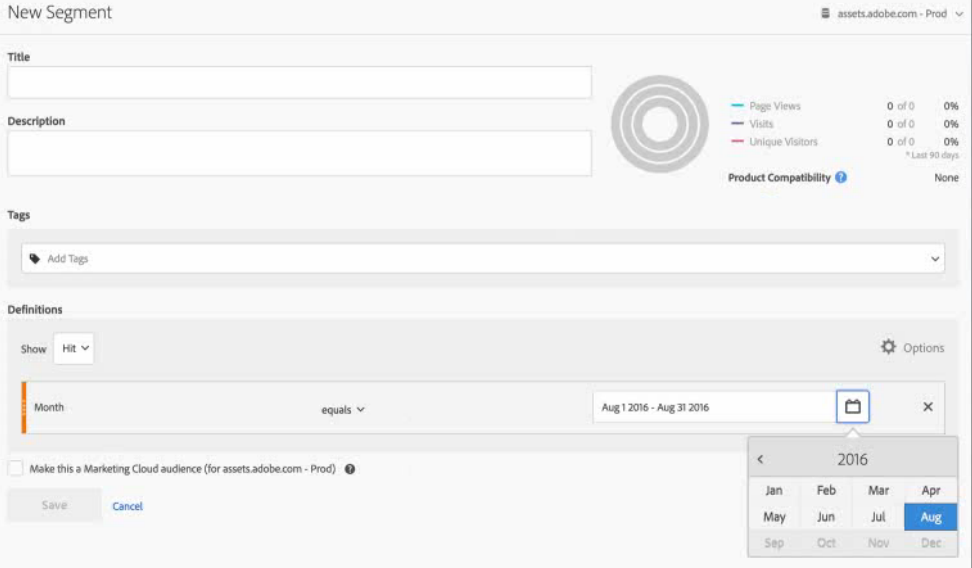 New Segment
assets.adobe.com - Prod
Title
Page Views 0 of 0 0%
Description
Visits 0 of 0 0%
Unique Visitors 0 of 0 0%
* Last 90 days
Product Compatibility ? None
Tags
Add Tags
Definitions
Show Hit Options
Month equals Aug 1 2016 - Aug 31 2016
< 2016
Make this a Marketing Cloud audience (for assets.adobe.com - Prod) ?
Jan Feb Mar Apr
Save Cancel
May Jun Jul Aug
Sep Oct Nov Dec